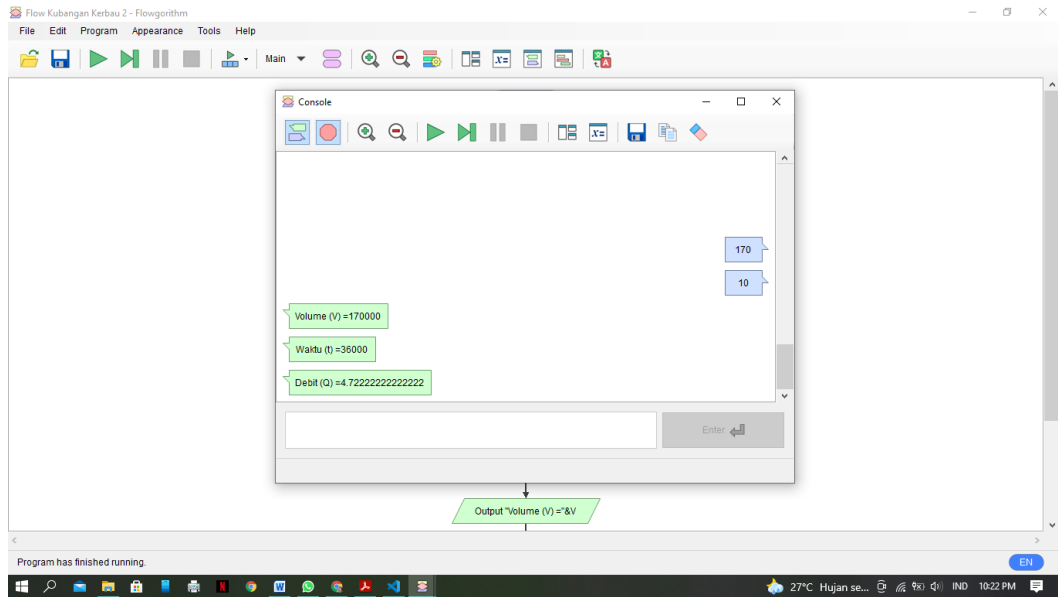 Flow Kubangan Kerbau 2 - Flowgorithm
File Edit Program Appearance Tools Help
Main
Console
170
10
Volume (V) =170000
Waktu (t) =36000
Debit (Q) =4.72222222222222
Enter
Output "Volume (V) ="&V
Program has finished running.
EN
27°C Hujan se... IND 10:22 PM